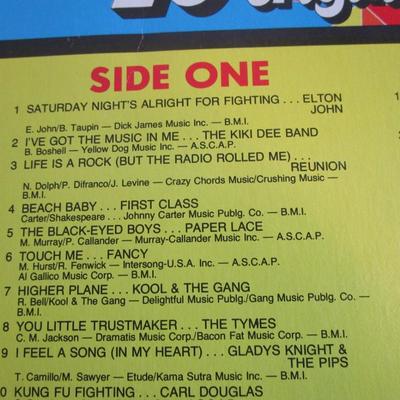 SIDE ONE
1 SATURDAY NIGHT'S ALRIGHT FOR FIGHTING . . . ELTON
JOHN
E. John/B. Taupin — Dick James Music Inc. — B.M.I.
2 I'VE GOT THE MUSIC IN ME . . . THE KIKI DEE BAND
B. Boshell — Yellow Dog Music Inc. — A.S.C.A.P.
3 LIFE IS A ROCK (BUT THE RADIO ROLLED ME) . . .
REUNION
N. Dolph/P. Difranco/J. Levine — Crazy Chords Music/Crushing Music —
B.M.I.
4 BEACH BABY . . . FIRST CLASS
Carter/Shakespeare . . . Johnny Carter Music Publg. Co. — B.M.I.
5 THE BLACK-EYED BOYS . . . PAPER LACE
M. Murray/P. Callander — Murray-Callander Music Inc. — A.S.C.A.P.
6 TOUCH ME . . . FANCY
M. Hurst/R. Fenwick — Intersong-U.S.A. Inc. — A.S.C.A.P.
Al Gallico Music Corp. — B.M.I.
7 HIGHER PLANE . . . KOOL & THE GANG
R. Bell/Kool & The Gang — Delightful Music Publg./Gang Music Publg. Co.
— B.M.I.
8 YOU LITTLE TRUSTMAKER . . . THE TYMES
C. M. Jackson — Dramatis Music Corp./Bacon Fat Music Corp. — B.M.I.
9 I FEEL A SONG (IN MY HEART) . . . GLADYS KNIGHT &
THE PIPS
T. Camillo/M. Sawyer — Etude/Kama Sutra Music Inc. — B.M.I.
0 KUNG FU FIGHTING . . . CARL DOUGLAS